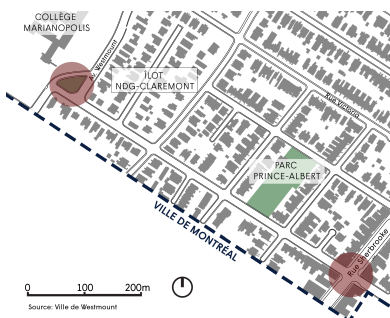 COLLÈGE
MARIANOPOLIS
Av. Westmount
ÎLOT
NDG-CLAREMONT
Rue Victoria
PARC
PRINCE-ALBERT
VILLE DE MONTRÉAL
Rue Sherbrooke
0 100 200m
Source: Ville de Westmount